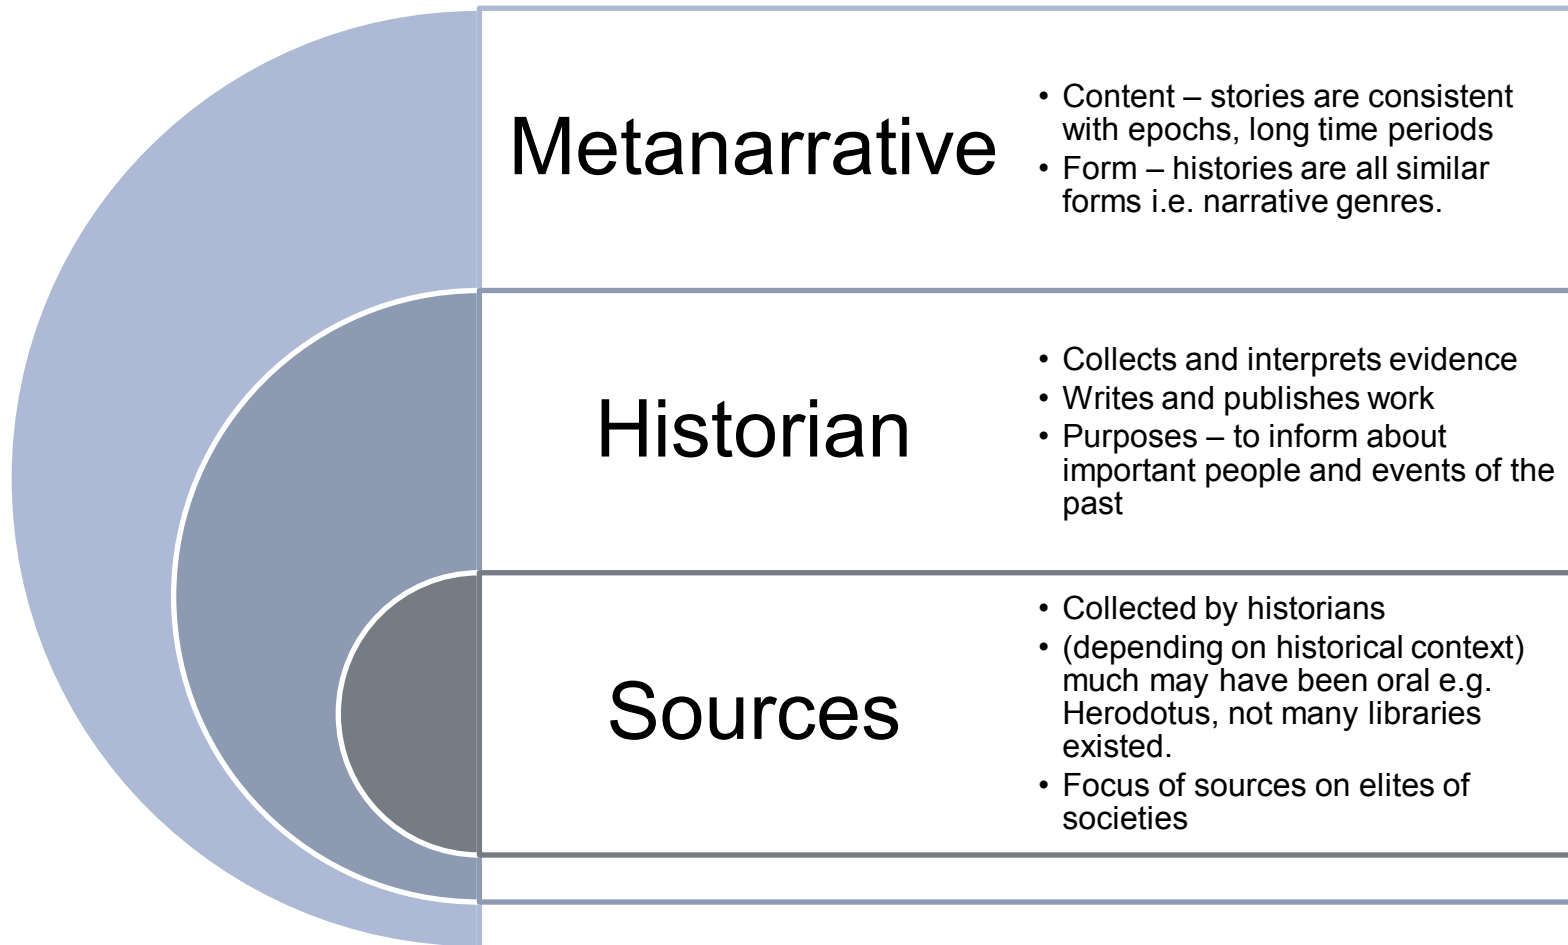 Metanarrative
• Content – stories are consistent
with epochs, long time periods
• Form – histories are all similar
forms i.e. narrative genres.
Historian
• Collects and interprets evidence
• Writes and publishes work
• Purposes – to inform about
important people and events of the
past
Sources
• Collected by historians
• (depending on historical context)
much may have been oral e.g.
Herodotus, not many libraries
existed.
• Focus of sources on elites of
societies